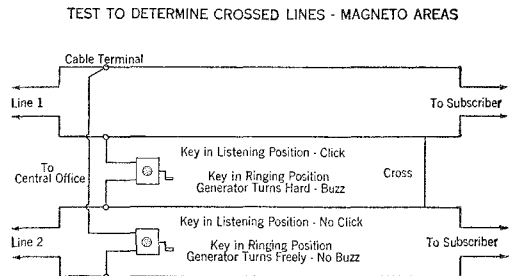 TEST TO DETERMINE CROSSED LINES - MAGNETO AREAS
Cable Terminal
Line 1
To Subscriber
Key in Listening Position - Click
To
Central Office
Key in Ringing Position
Generator Turns Hard - Buzz
Cross
Key in Listening Position - No Click
Line 2
To Subscriber
Key in Ringing Position
Generator Turns Freely - No Buzz